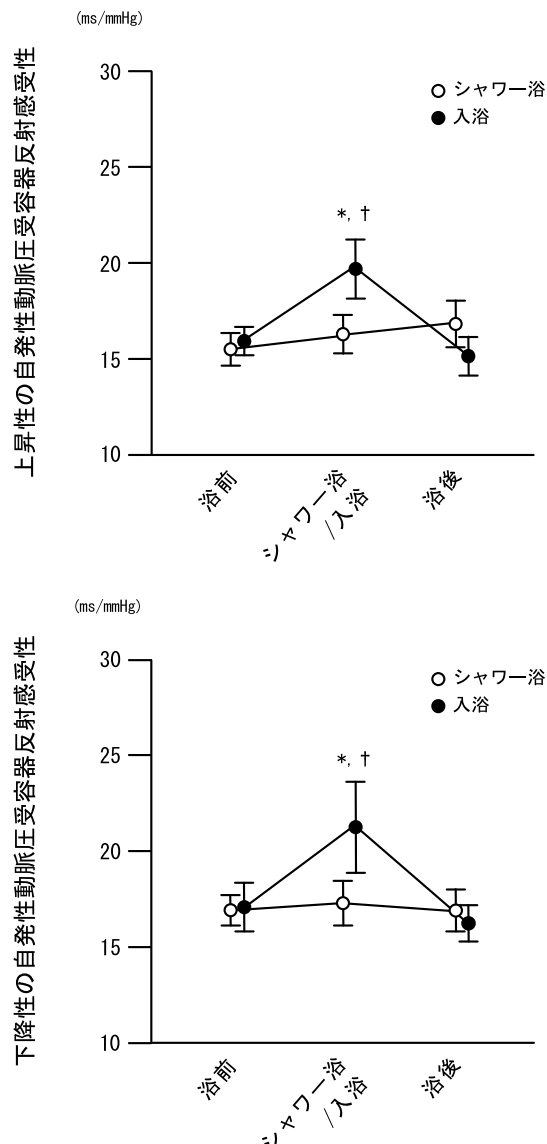 (ms/mmHg)
上昇性の自発性動脈圧受容器反射感受性
30
25
20
15
10
シャワー浴
入浴
*, †
浴前
シャワー浴
/入浴
浴後
(ms/mmHg)
下降性の自発性動脈圧受容器反射感受性
30
25
20
15
10
シャワー浴
入浴
*, †
浴前
シャワー浴
/入浴
浴後